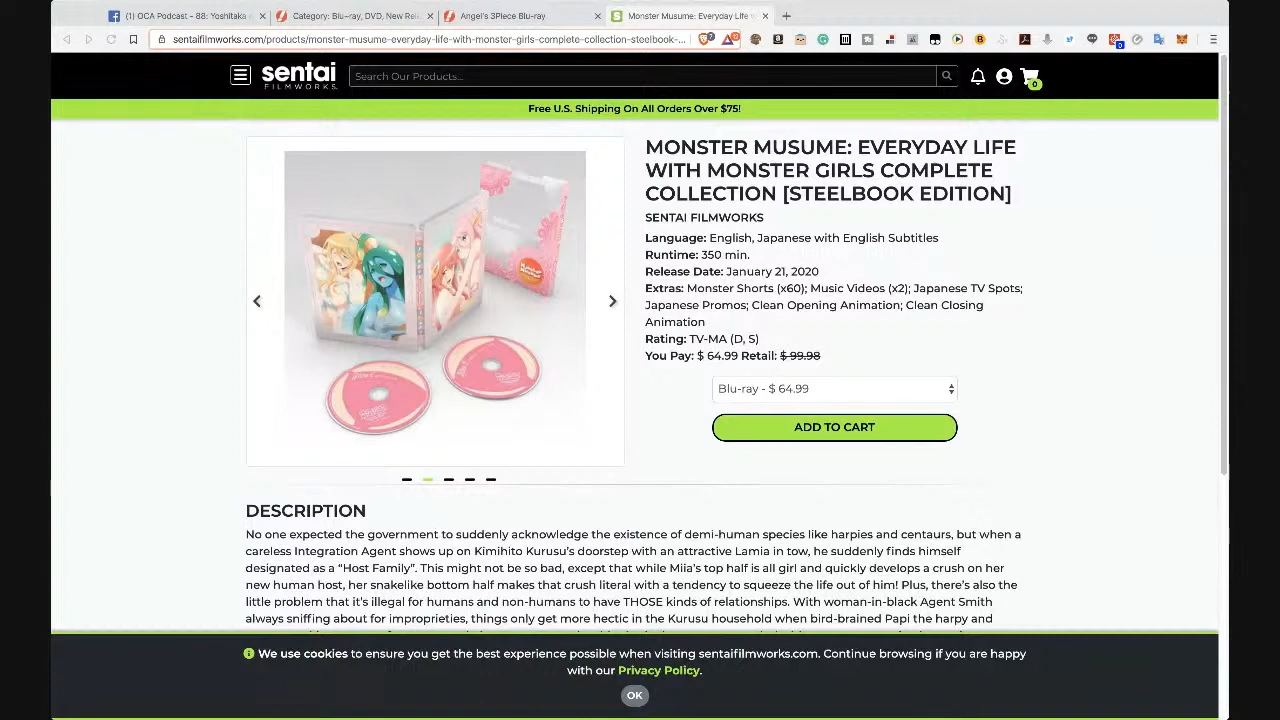 (1) OCA Podcast - 88: Yoshitaka
Category: Blu-ray, DVD, New Rel
Angel's 3Piece Blu-ray
Monster Musume: Everyday Life w
sentaifilmworks.com/products/monster-musume-everyday-life-with-monster-girls-complete-collection-steelbook-...
sentai
FILMWORKS.
Search Our Products...
0
Free U.S. Shipping On All Orders Over $75!
MONSTER MUSUME: EVERYDAY LIFE
WITH MONSTER GIRLS COMPLETE
COLLECTION [STEELBOOK EDITION]
SENTAI FILMWORKS
Language: English, Japanese with English Subtitles
Runtime: 350 min.
Release Date: January 21, 2020
Extras: Monster Shorts (x60); Music Videos (x2); Japanese TV Spots;
Japanese Promos; Clean Opening Animation; Clean Closing
Animation
Rating: TV-MA (D, S)
You Pay: $ 64.99 Retail: $ 99.98
Blu-ray - $ 64.99
ADD TO CART
DESCRIPTION
No one expected the government to suddenly acknowledge the existence of demi-human species like harpies and centaurs, but when a
careless Integration Agent shows up on Kimihito Kurusu's doorstep with an attractive Lamia in tow, he suddenly finds himself
designated as a "Host Family". This might not be so bad, except that while Miia's top half is all girl and quickly develops a crush on her
new human host, her snakelike bottom half makes that crush literal with a tendency to squeeze the life out of him! Plus, there's also the
little problem that it's illegal for humans and non-humans to have THOSE kinds of relationships. With woman-in-black Agent Smith
always sniffing about for improprieties, things only get more hectic in the Kurusu household when bird-brained Papi the harpy and
We use cookies to ensure you get the best experience possible when visiting sentaifilmworks.com. Continue browsing if you are happy
with our Privacy Policy.
OK